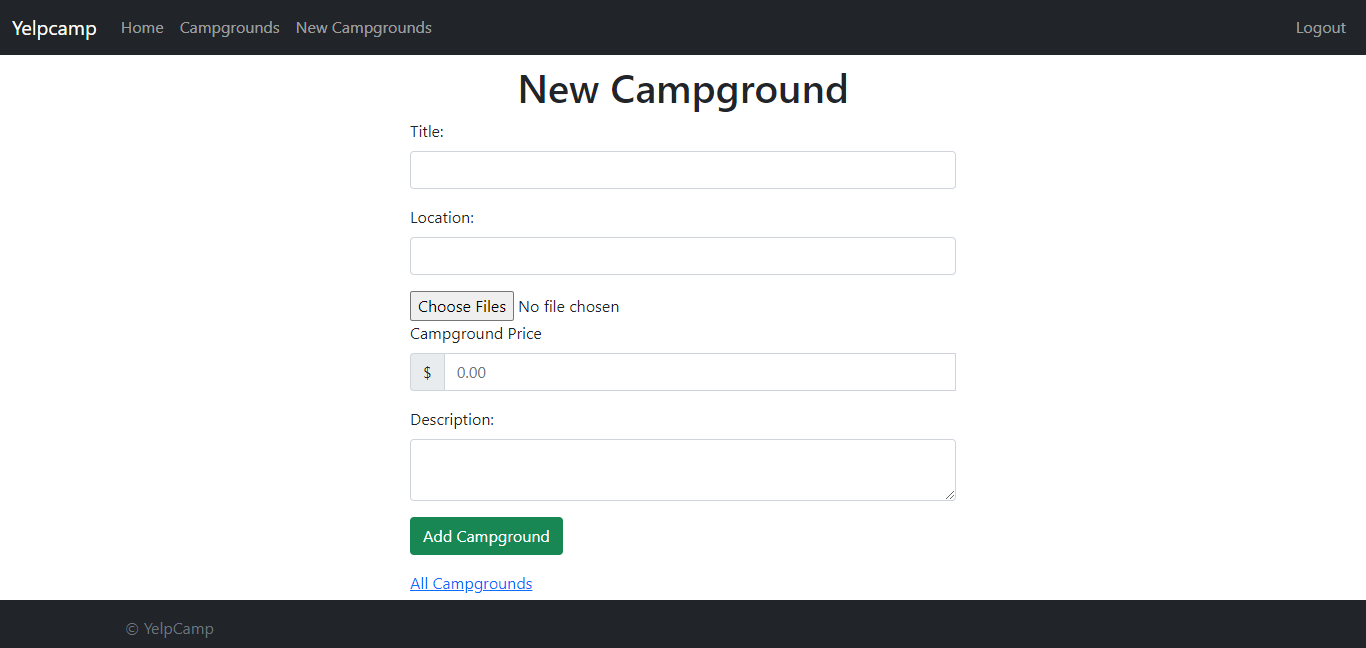 Yelpcamp Home Campgrounds New Campgrounds Logout
New Campground
Title:
Location:
Choose Files No file chosen
Campground Price
$ 0.00
Description:
Add Campground
All Campgrounds
© YelpCamp